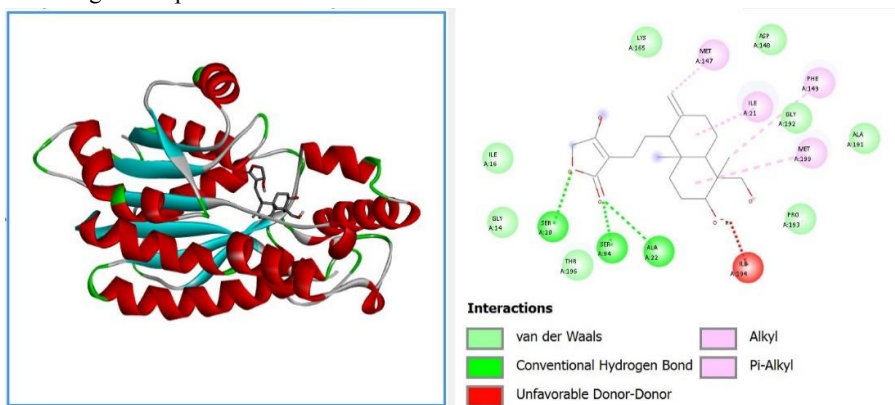 LYS
A:165
ASP
A:148
MET
A:147
PHE
A:149
ILE
A:21
GLY
A:192
ALA
A:191
MET
A:199
ILE
A:16
GLY
A:14
SER
A:20
SER
A:94
ALA
A:22
THR
A:196
PRO
A:193
ILE
A:194
Interactions
van der Waals
Alkyl
Conventional Hydrogen Bond
Pi-Alkyl
Unfavorable Donor-Donor